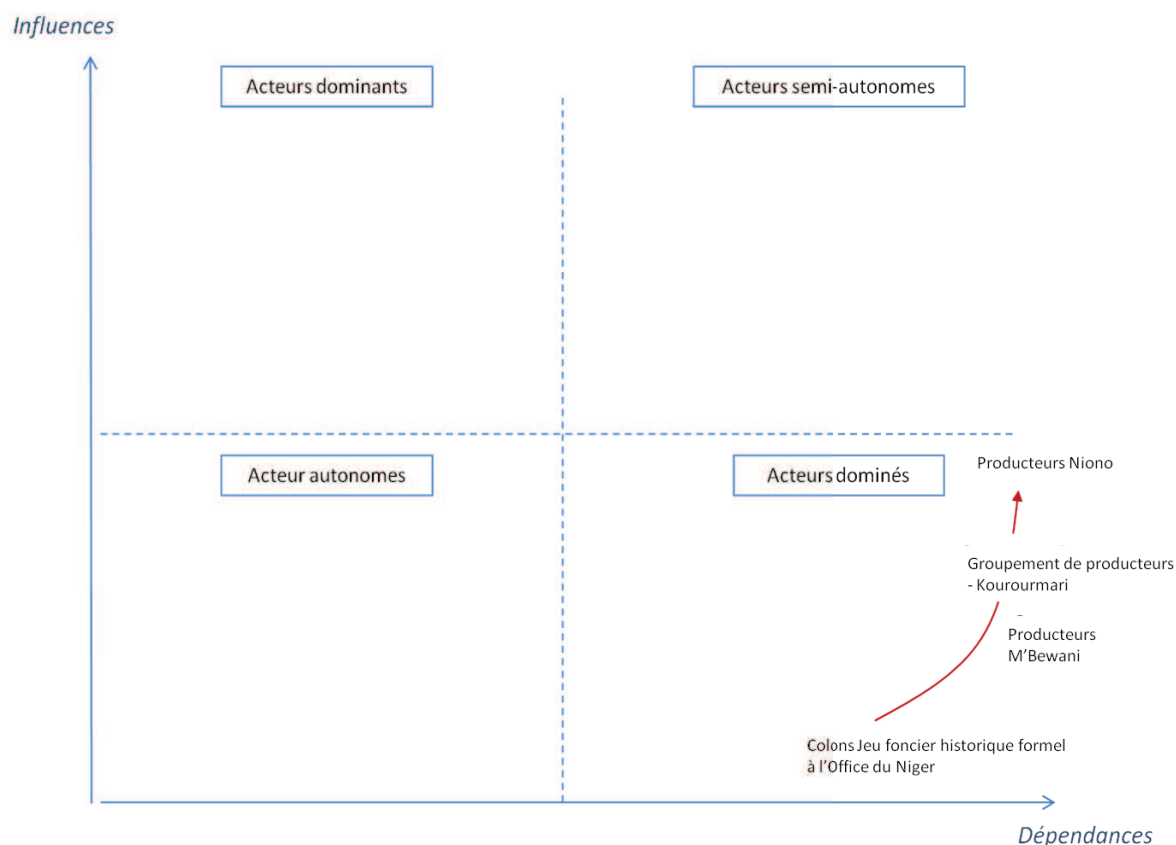 Influences
Acteurs dominants
Acteurs semi-autonomes
Acteur autonomes
Acteurs dominés
Producteurs Niono
Groupement de producteurs
- Kourourmari
Producteurs
M’Bewani
Colons Jeu foncier historique formel
à l’Office du Niger
Dépendances